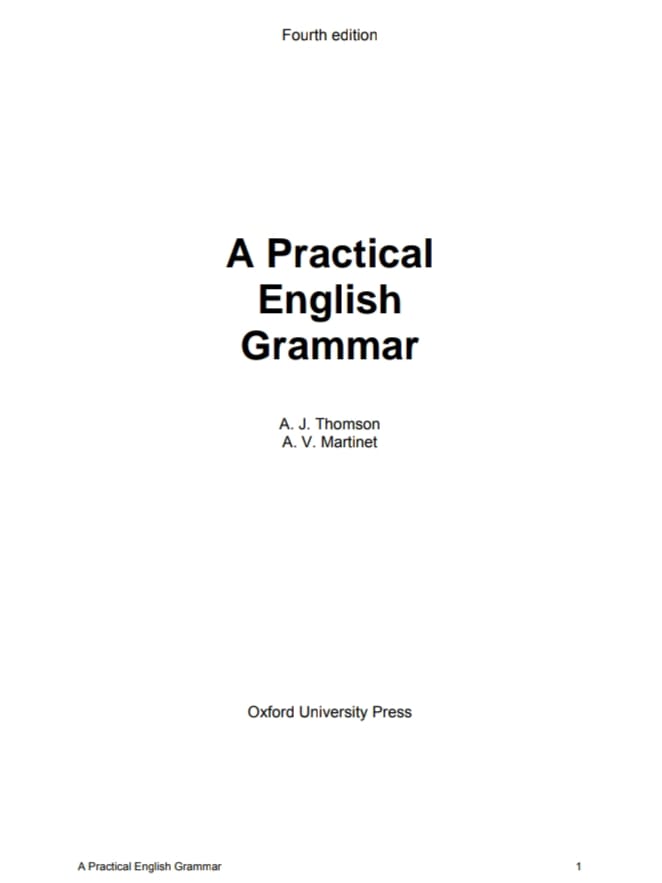 Fourth edition
A Practical
English
Grammar
A. J. Thomson
A. V. Martinet
Oxford University Press
A Practical English Grammar 1